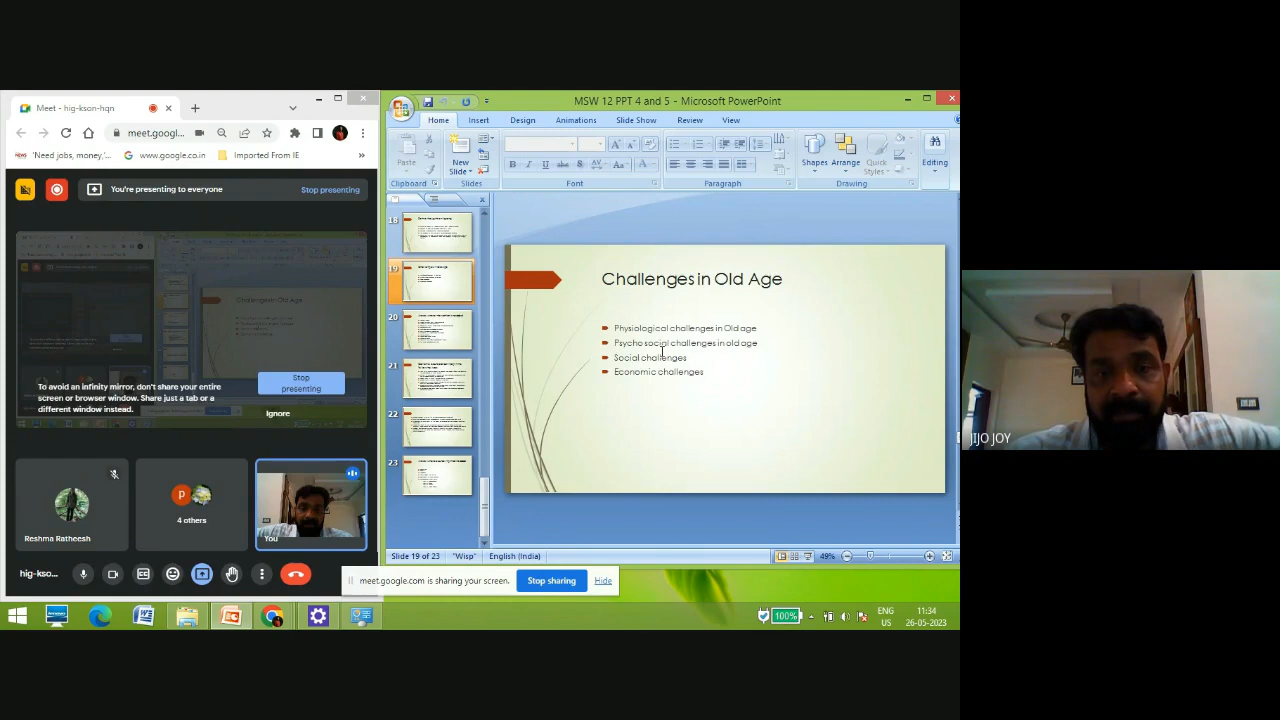 Meet - hig-kson-hqn
meet.googl...
'Need jobs, money,'...
www.google.co.in
Imported From IE
»
You're presenting to everyone
Stop presenting
To avoid an infinity mirror, don't share your entire
screen or browser window. Share just a tab or a
different window instead.
Stop
presenting
Ignore
Reshma Ratheesh
P
4 others
You
hig-kso...
MSW 12 PPT 4 and 5 - Microsoft PowerPoint
Home
Insert
Design
Animations
Slide Show
Review
View
Paste
New
Slide
Shapes
Arrange
Quick
Styles
Editing
Clipboard
Slides
Font
Paragraph
Drawing
18
19
20
21
22
23
Challenges in Old Age
Physiological challenges in Old age
Psycho social challenges in old age
Social challenges
Economic challenges
Slide 19 of 23
"Wisp"
English (India)
49%
meet.google.com is sharing your screen.
Stop sharing
Hide
100%
ENG
US
11:34
26-05-2023
JIJO JOY